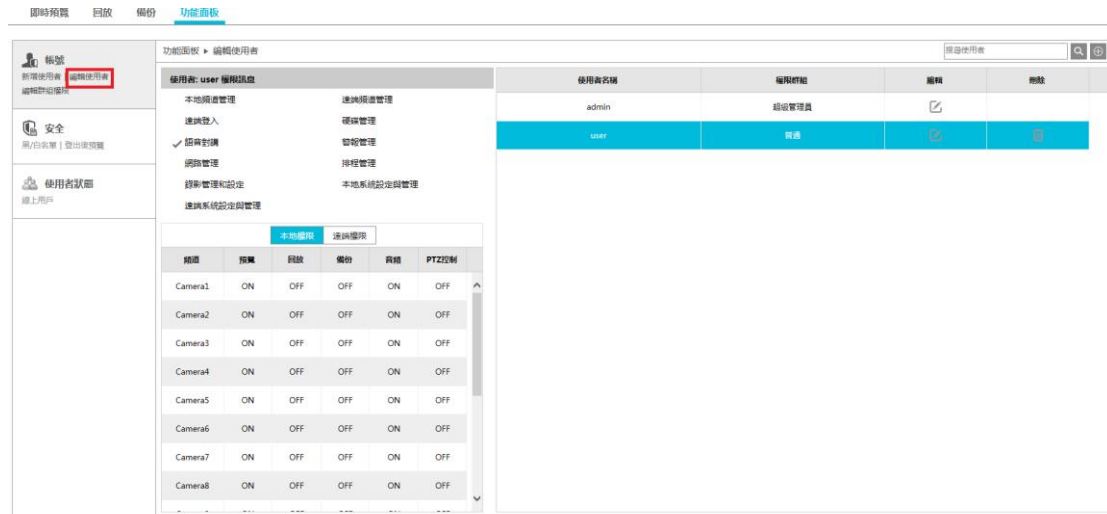 即時預覽 回放 備份 功能面板
帳號
新增使用者 | 編輯使用者
編輯群組權限
安全
黑/白名單 | 登出後預覽
使用者狀態
線上用戶
功能面板 ▸ 編輯使用者
搜尋使用者
使用者: user 權限訊息
本地頻道管理 遠端頻道管理
遠端登入 硬碟管理
語音對講 警報管理
網路管理 排程管理
錄影管理和設定 本地系統設定與管理
遠端系統設定與管理
本地權限 遠端權限
頻道 預覽 回放 備份 音頻 PTZ控制
Camera1 ON OFF OFF ON OFF
Camera2 ON OFF OFF ON OFF
Camera3 ON OFF OFF ON OFF
Camera4 ON OFF OFF ON OFF
Camera5 ON OFF OFF ON OFF
Camera6 ON OFF OFF ON OFF
Camera7 ON OFF OFF ON OFF
Camera8 ON OFF OFF ON OFF
使用者名稱 權限群組 編輯 刪除
admin 超級管理員
user 普通